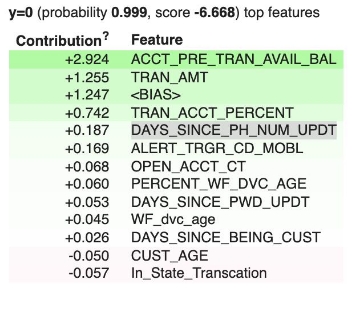 y=0 (probability 0.999, score -6.668) top features
Contribution? Feature
+2.924 ACCT_PRE_TRAN_AVAIL_BAL
+1.255 TRAN_AMT
+1.247 <BIAS>
+0.742 TRAN_ACCT_PERCENT
+0.187 DAYS_SINCE_PH_NUM_UPDT
+0.169 ALERT_TRGR_CD_MOBL
+0.068 OPEN_ACCT_CT
+0.060 PERCENT_WF_DVC_AGE
+0.053 DAYS_SINCE_PWD_UPDT
+0.045 WF_dvc_age
+0.026 DAYS_SINCE_BEING_CUST
-0.050 CUST_AGE
-0.057 In_State_Transcation